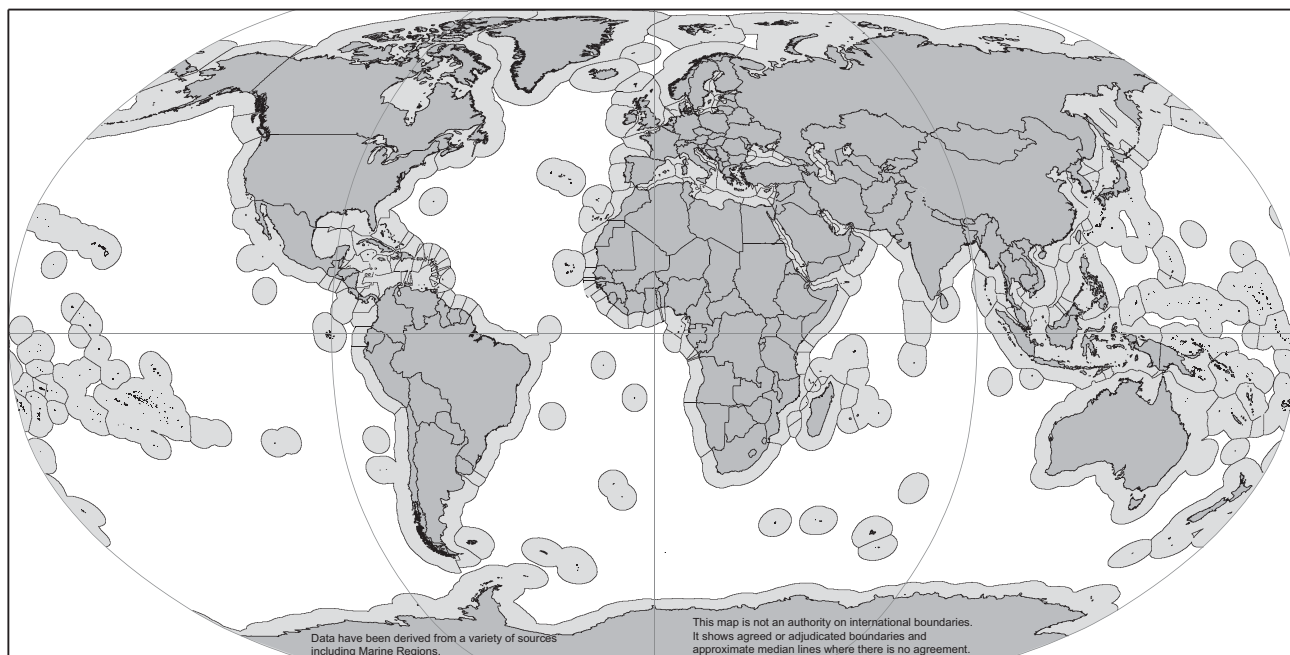 Data have been derived from a variety of sources
including Marine Regions.
This map is not an authority on international boundaries.
It shows agreed or adjudicated boundaries and
approximate median lines where there is no agreement.